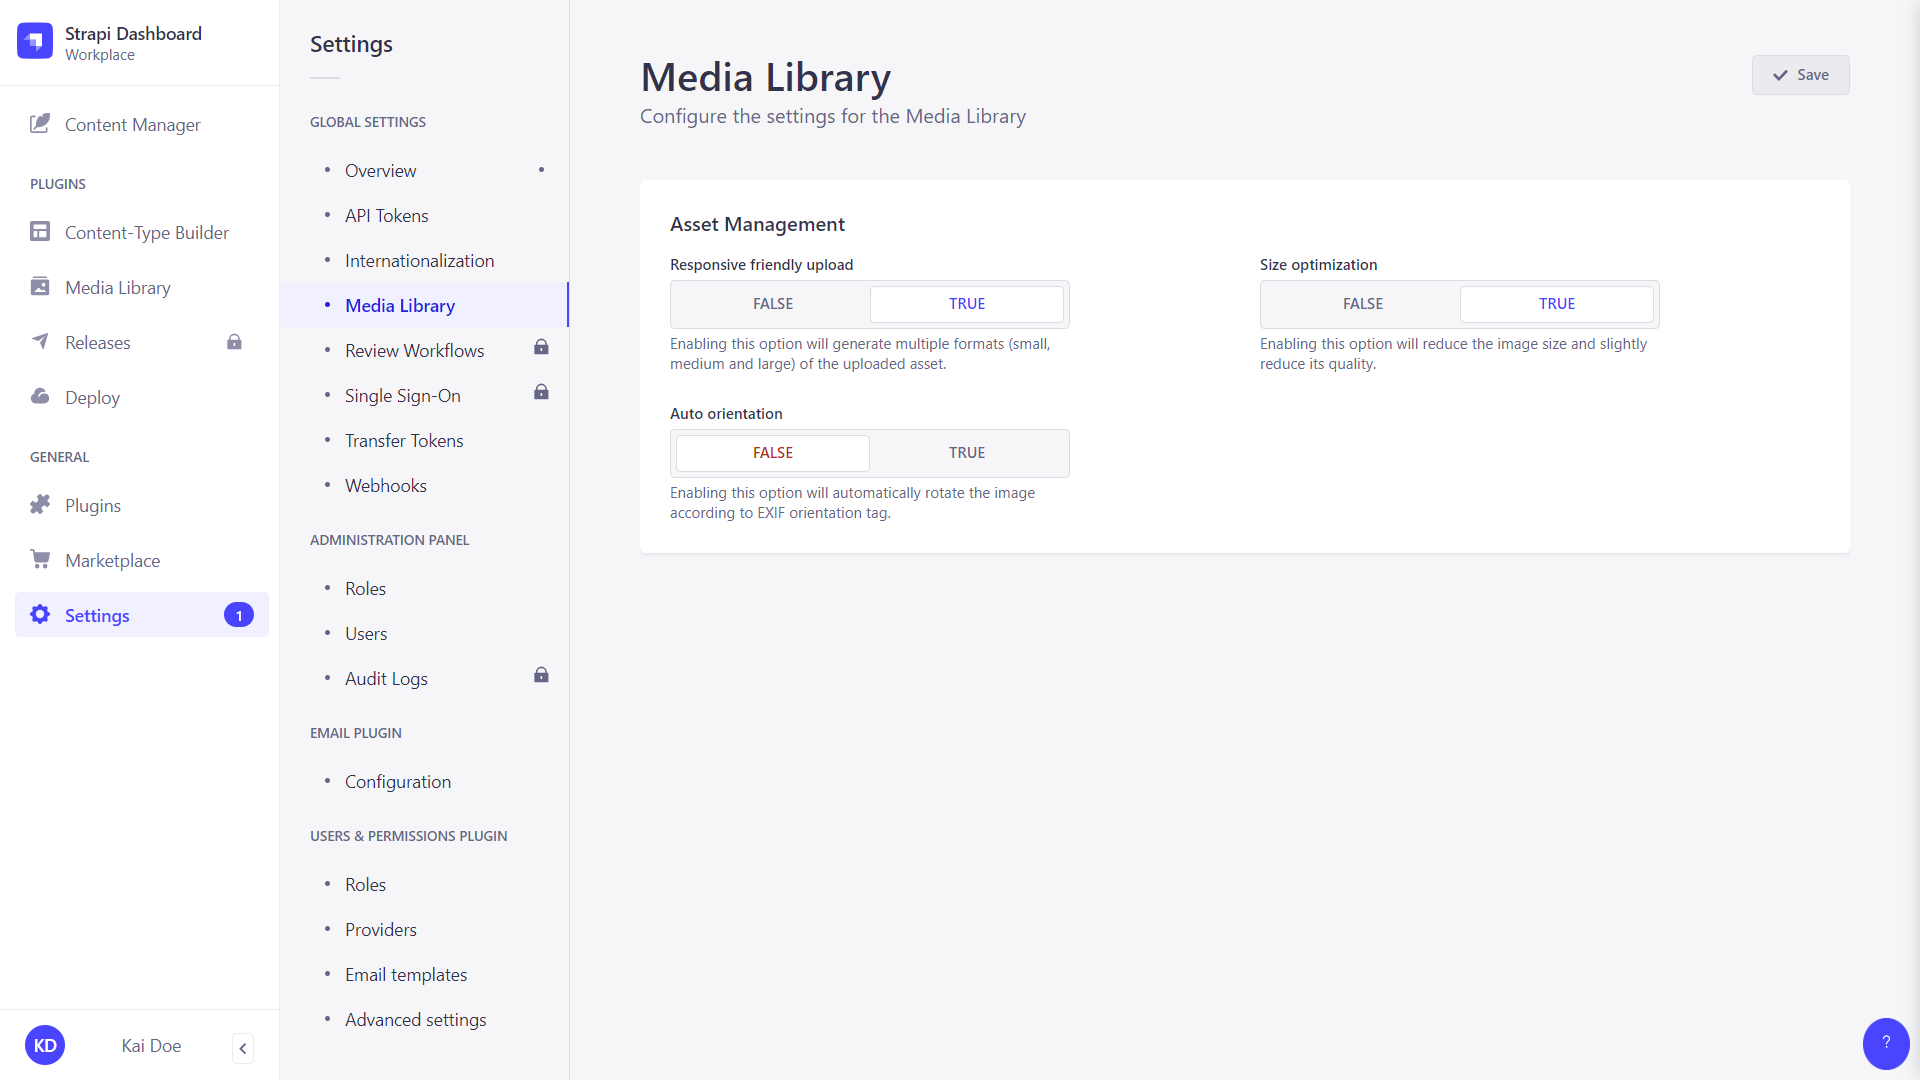 Strapi Dashboard
Workplace
Content Manager
PLUGINS
Content-Type Builder
Media Library
Releases
Deploy
GENERAL
Plugins
Marketplace
Settings
1
KD
Kai Doe
Settings
GLOBAL SETTINGS
Overview
API Tokens
Internationalization
Media Library
Review Workflows
Single Sign-On
Transfer Tokens
Webhooks
ADMINISTRATION PANEL
Roles
Users
Audit Logs
EMAIL PLUGIN
Configuration
USERS & PERMISSIONS PLUGIN
Roles
Providers
Email templates
Advanced settings
Media Library
Configure the settings for the Media Library
Save
Asset Management
Responsive friendly upload
FALSE TRUE
Enabling this option will generate multiple formats (small,
medium and large) of the uploaded asset.
Size optimization
FALSE TRUE
Enabling this option will reduce the image size and slightly
reduce its quality.
Auto orientation
FALSE TRUE
Enabling this option will automatically rotate the image
according to EXIF orientation tag.
?